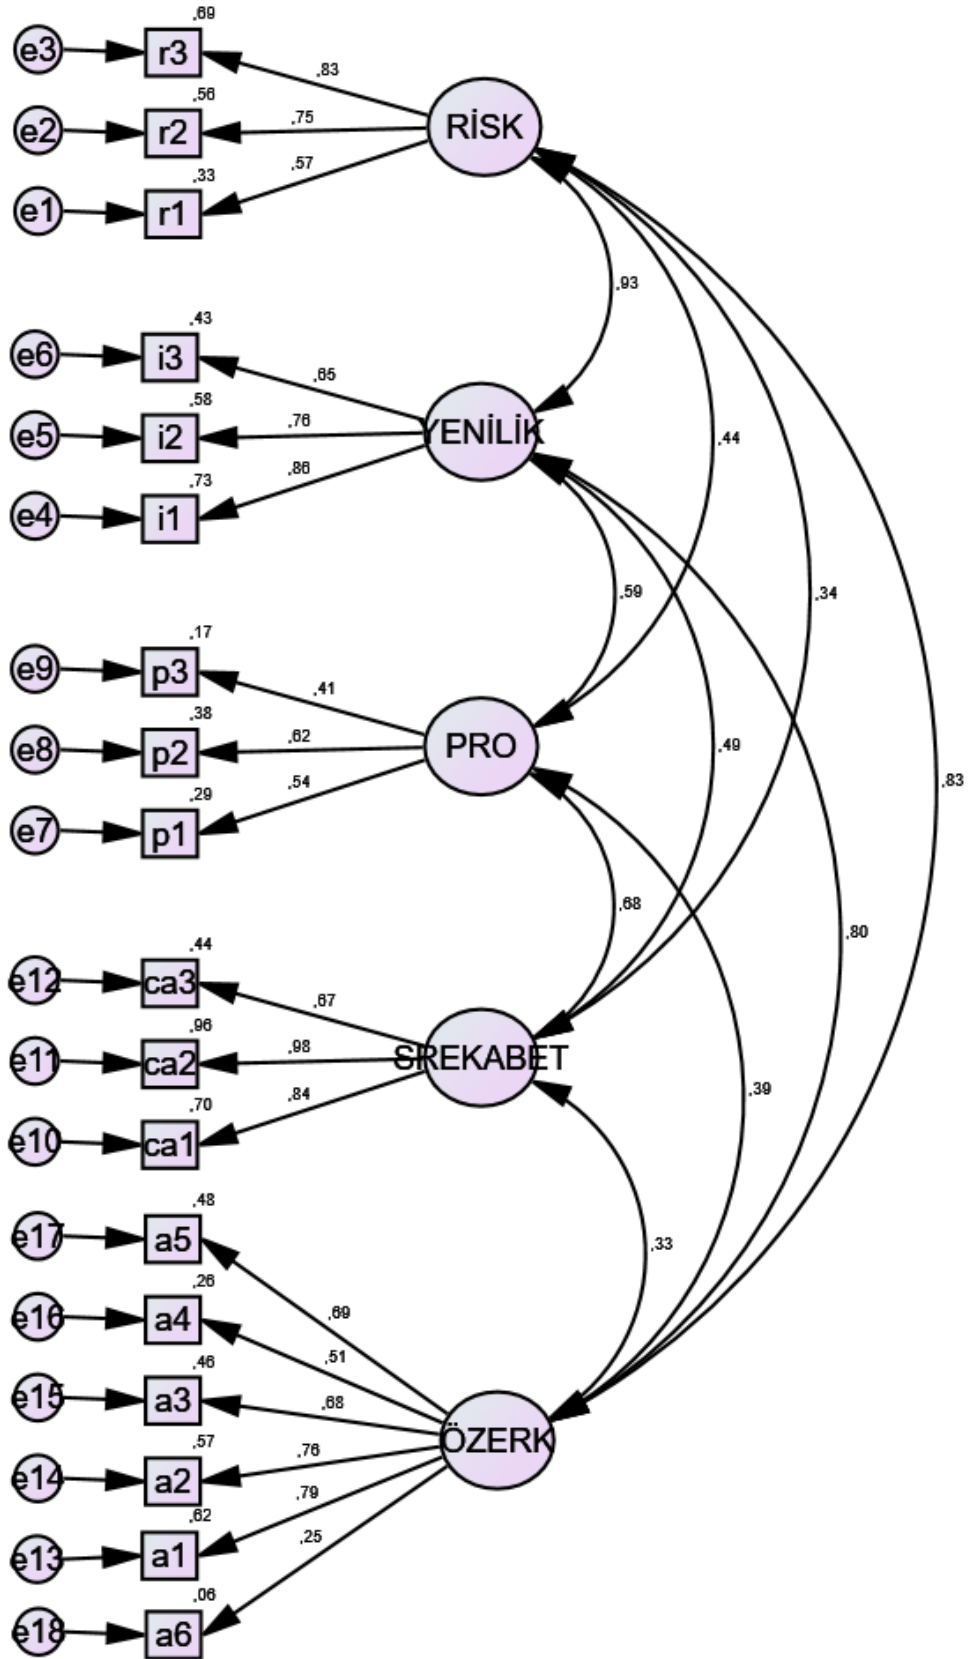 ,69
e3 r3
,83
,56
e2 r2
,75
RİSK
,33
e1 r1
,57
,93
,43
e6 i3
,65
,58
e5 i2
,76
YENİLİK
,73
e4 i1
,86
,44
,59
,34
,17
e9 p3
,41
,38
e8 p2
,62
PRO
,49
,29
e7 p1
,54
,83
,68
,80
,44
e12 ca3
,67
,96
e11 ca2
,98
SREKABET
,70
e10 ca1
,84
,39
,48
e17 a5
,33
,26
e16 a4
,69
,51
,46
e15 a3
,68
,57
e14 a2
,76
ÖZERK
,79
,62
e13 a1
,25
,06
e18 a6